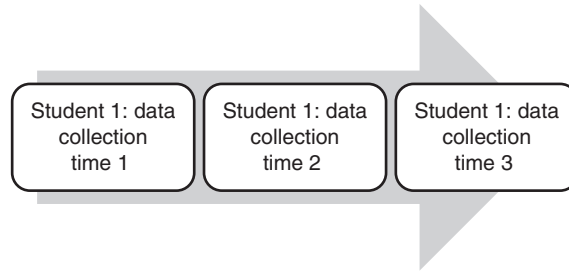 Student 1: data
collection
time 1
Student 1: data
collection
time 2
Student 1: data
collection
time 3